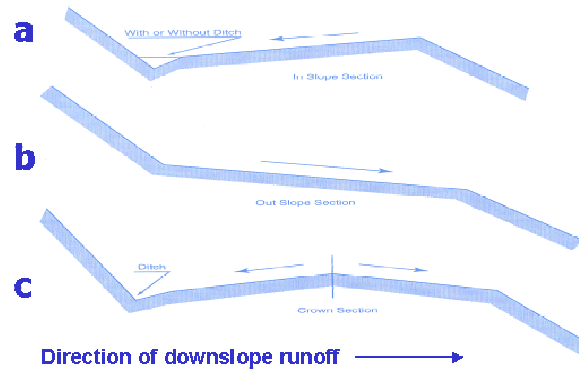 a
With or Without Ditch
In Slope Section
b
Out Slope Section
Ditch
c
Crown Section
Direction of downslope runoff